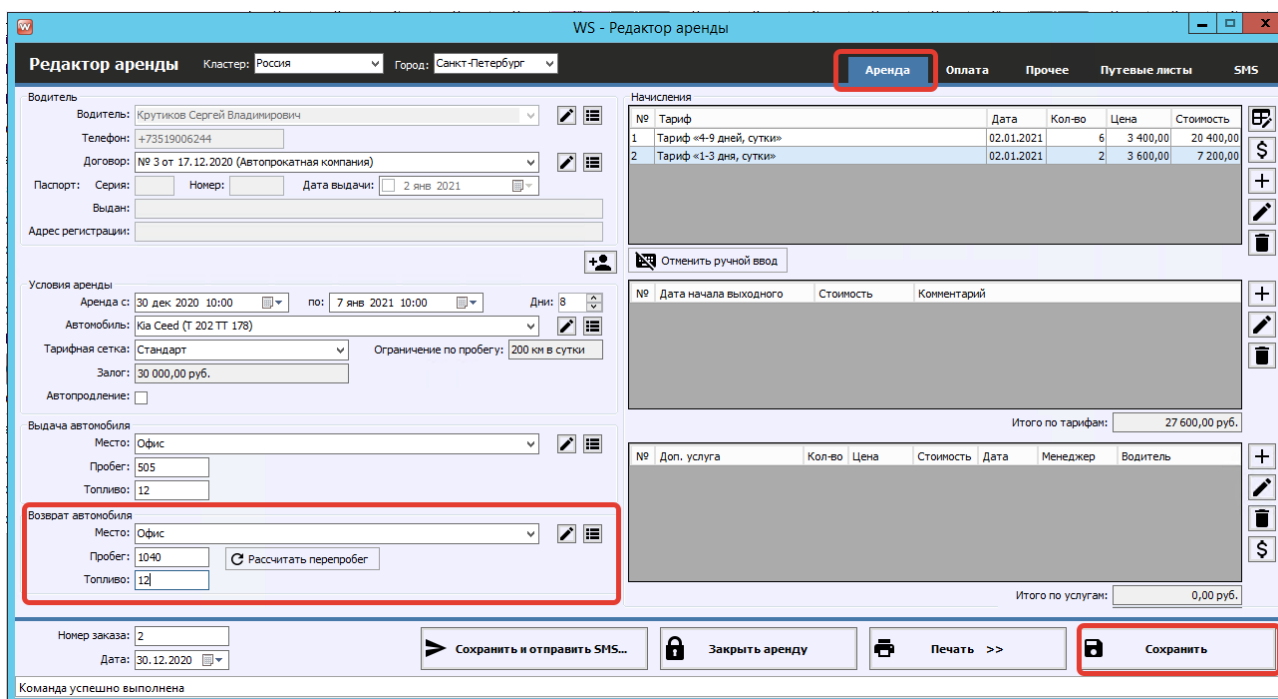 WS - Редактор аренды
Редактор аренды Кластер: Россия Город: Санкт-Петербург Аренда Оплата Прочее Путевые листы SMS
Водитель
Водитель: Крутиков Сергей Владимирович
Телефон: +73519006244
Договор: № 3 от 17.12.2020 (Автопрокатная компания)
Паспорт: Серия: Номер: Дата выдачи: 2 янв 2021
Выдан:
Адрес регистрации:
Условия аренды
Аренда с: 30 дек 2020 10:00 по: 7 янв 2021 10:00 Дни: 8
Автомобиль: Kia Ceed (Т 202 ТТ 178)
Тарифная сетка: Стандарт Ограничение по пробегу: 200 км в сутки
Залог: 30 000,00 руб.
Автопродление:
Выдача автомобиля
Место: Офис
Пробег: 505
Топливо: 12
Возврат автомобиля
Место: Офис
Пробег: 1040 Рассчитать перепробег
Топливо: 12
Начисления
№ Тариф Дата Кол-во Цена Стоимость
1 Тариф «4-9 дней, сутки» 02.01.2021 6 3 400,00 20 400,00
2 Тариф «1-3 дня, сутки» 02.01.2021 2 3 600,00 7 200,00
Отменить ручной ввод
№ Дата начала выходного Стоимость Комментарий
Итого по тарифам: 27 600,00 руб.
№ Доп. услуга Кол-во Цена Стоимость Дата Менеджер Водитель
Итого по услугам: 0,00 руб.
Номер заказа: 2
Дата: 30.12.2020
Сохранить и отправить SMS... Закрыть аренду Печать >> Сохранить
Команда успешно выполнена